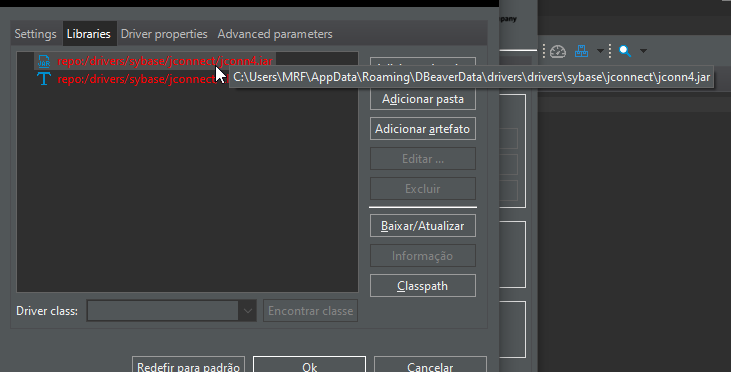 mpany
Settings Libraries Driver properties Advanced parameters
repo:/drivers/sybase/jconnect/jconn4.jar
repo:/drivers/sybase/jconnect
C:\Users\MRF\AppData\Roaming\DBeaverData\drivers\drivers\sybase\jconnect\jconn4.jar
Adicionar pasta
Adicionar artefato
Editar ...
Excluir
Baixar/Atualizar
Informação
Classpath
Driver class:
Encontrar classe
Redefir para padrão Ok Cancelar